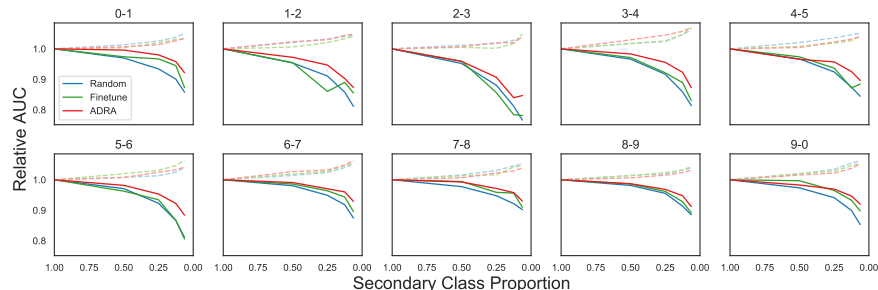 0-1 1-2 2-3 3-4 4-5
1.0
0.9
0.8
Random
Finetune
ADRA
Relative AUC
5-6 6-7 7-8 8-9 9-0
1.0
0.9
0.8
1.00 0.75 0.50 0.25 0.00 1.00 0.75 0.50 0.25 0.00 1.00 0.75 0.50 0.25 0.00 1.00 0.75 0.50 0.25 0.00 1.00 0.75 0.50 0.25 0.00
Secondary Class Proportion